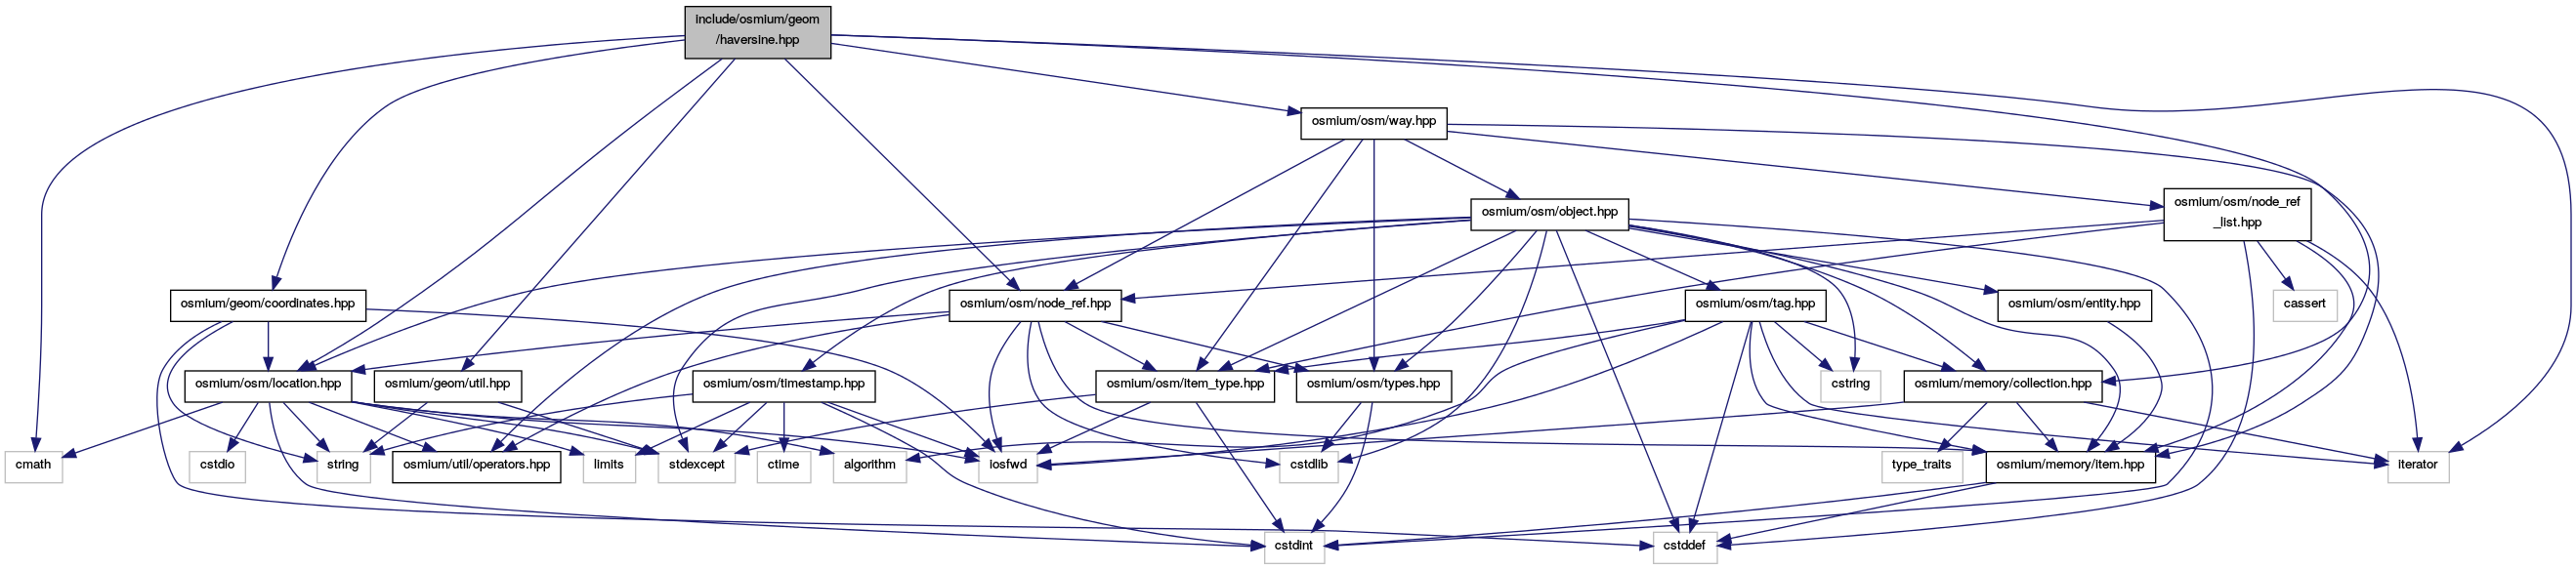 include/osmium/geom
/haversine.hpp
osmium/osm/way.hpp
osmium/osm/object.hpp
osmium/osm/node_ref
_list.hpp
osmium/geom/coordinates.hpp
osmium/osm/node_ref.hpp
osmium/osm/tag.hpp
osmium/osm/entity.hpp
cassert
osmium/osm/location.hpp
osmium/geom/util.hpp
osmium/osm/timestamp.hpp
osmium/osm/item_type.hpp
osmium/osm/types.hpp
cstring
osmium/memory/collection.hpp
cmath
cstdio
string
osmium/util/operators.hpp
limits
stdexcept
ctime
algorithm
iosfwd
cstdlib
type_traits
osmium/memory/item.hpp
iterator
cstdint
cstddef